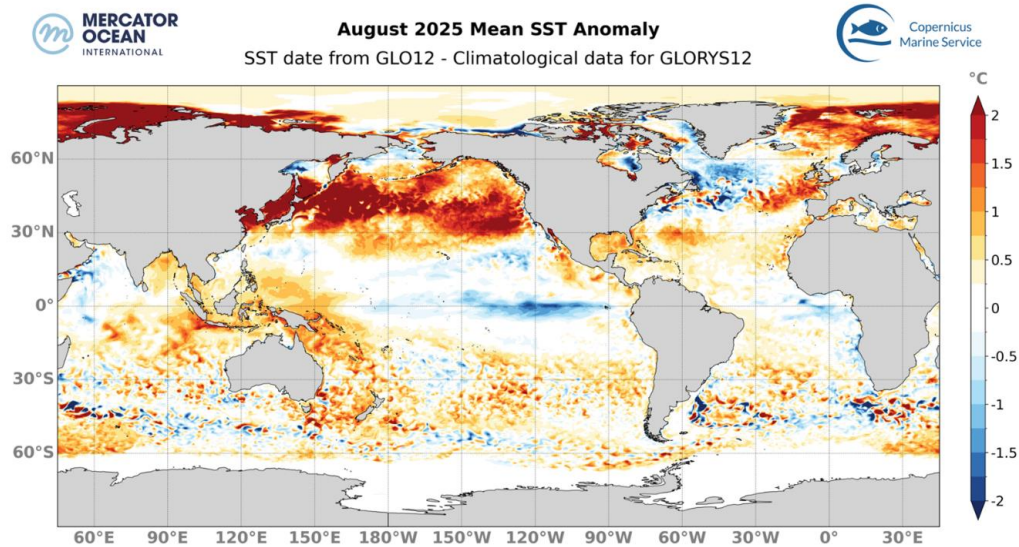 MERCATOR
OCEAN
INTERNATIONAL
August 2025 Mean SST Anomaly
SST date from GLO12 - Climatological data for GLORYS12
Copernicus
Marine Service
°C
2
1.5
1
0.5
0
-0.5
-1
-1.5
-2
60°N
30°N
0°
30°S
60°S
60°E 90°E 120°E 150°E 180°W 150°W 120°W 90°W 60°W 30°W 0° 30°E